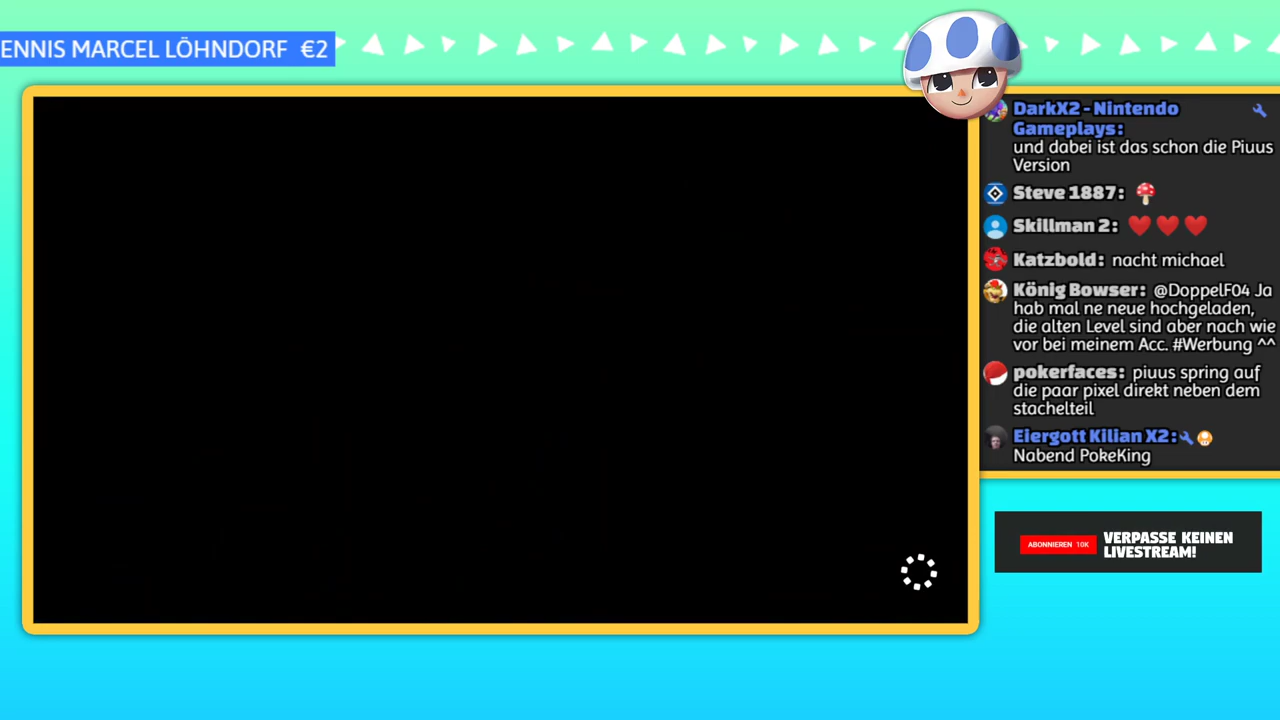 ENNIS MARCEL LÖHNDORF €2
DarkX2 - Nintendo
Gameplays:
und dabei ist das schon die Piuus
Version
Steve 1887:
Skillman 2:
Katzbold: nacht michael
König Bowser: @DoppelF04 Ja
hab mal ne neue hochgeladen,
die alten Level sind aber nach wie
vor bei meinem Acc. #Werbung ^^
pokerfaces: piuus spring auf
die paar pixel direkt neben dem
stachelteil
Eiergott Kilian X2:
Nabend PokeKing
ABONNIEREN 10K
VERPASSE KEINEN
LIVESTREAM!